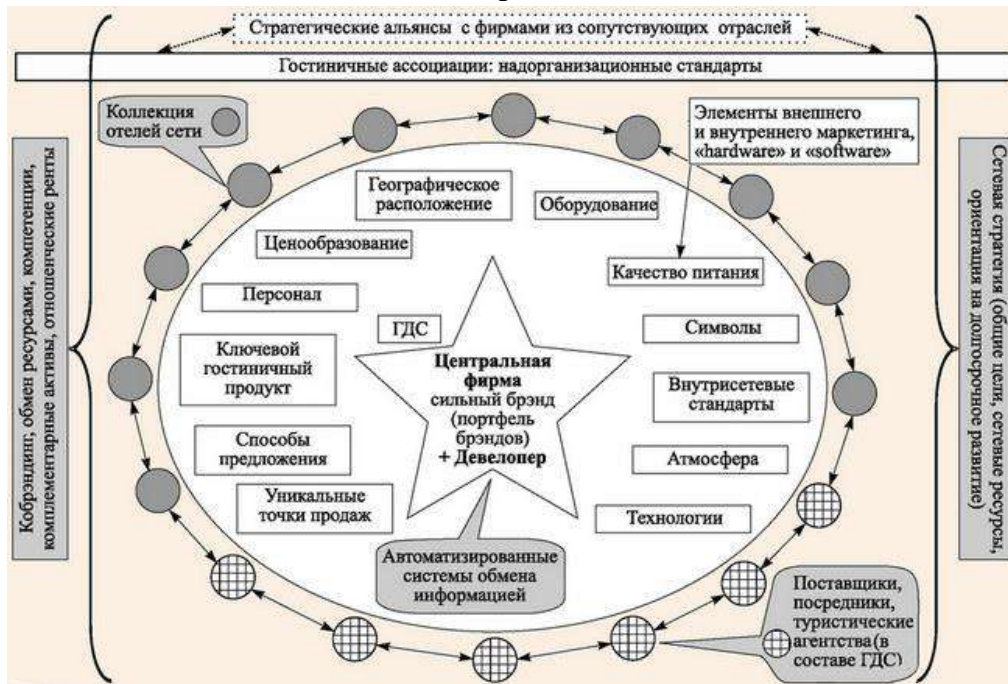 Стратегические альянсы с фирмами из сопутствующих отраслей
Гостиничные ассоциации: надорганизационные стандарты
Кобрэндинг, обмен ресурсами, компетенции,
комплементарные активы, отношенческие ренты
Коллекция
отелей сети
Элементы внешнего
и внутреннего маркетинга,
«hardware» и «software»
Географическое
расположение
Оборудование
Ценообразование
Качество питания
Персонал
ГДС
Символы
Ключевой
гостиничный
продукт
Центральная
фирма
сильный брэнд
(портфель
брэндов)
+ Девелопер
Внутрисетевые
стандарты
Способы
предложения
Атмосфера
Уникальные
точки продаж
Технологии
Автоматизированные
системы обмена
информацией
Поставщики,
посредники,
туристические
агентства (в
составе ГДС)
Сетевая стратегия (общие цели, сетевые ресурсы,
ориентация на долгосрочное развитие)